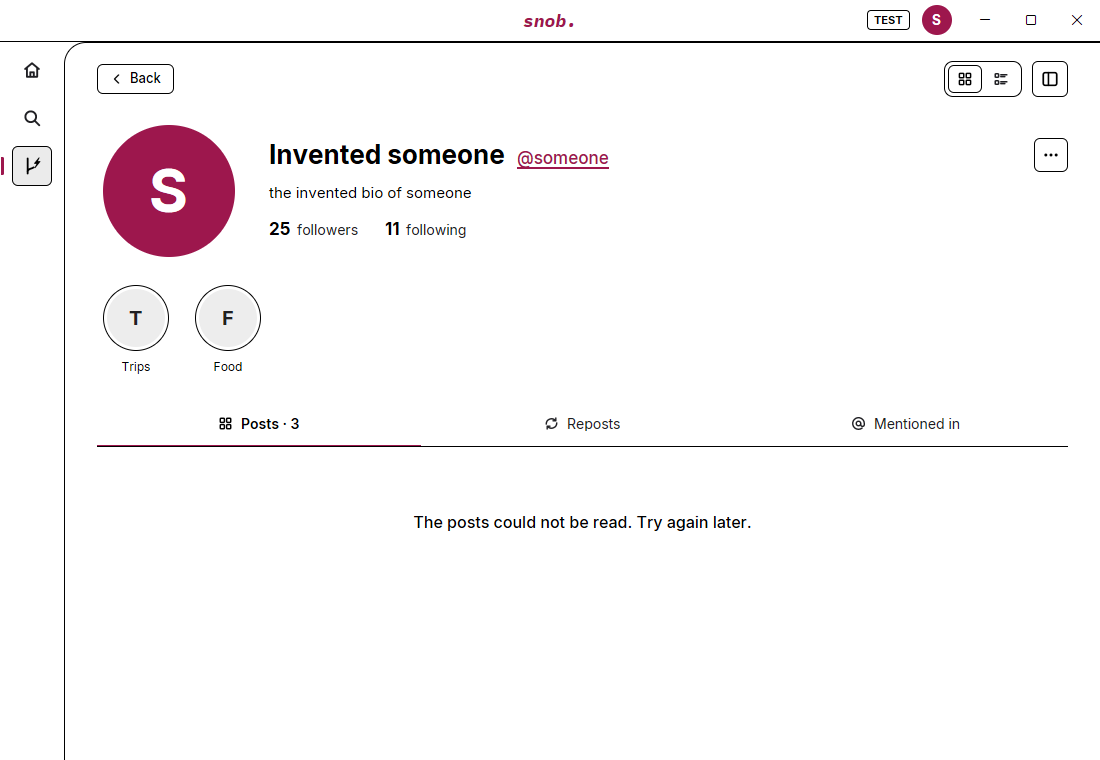 snob.
TEST
S
Back
S
Invented someone @someone
the invented bio of someone
25 followers 11 following
T
F
Trips
Food
Posts · 3
Reposts
Mentioned in
The posts could not be read. Try again later.